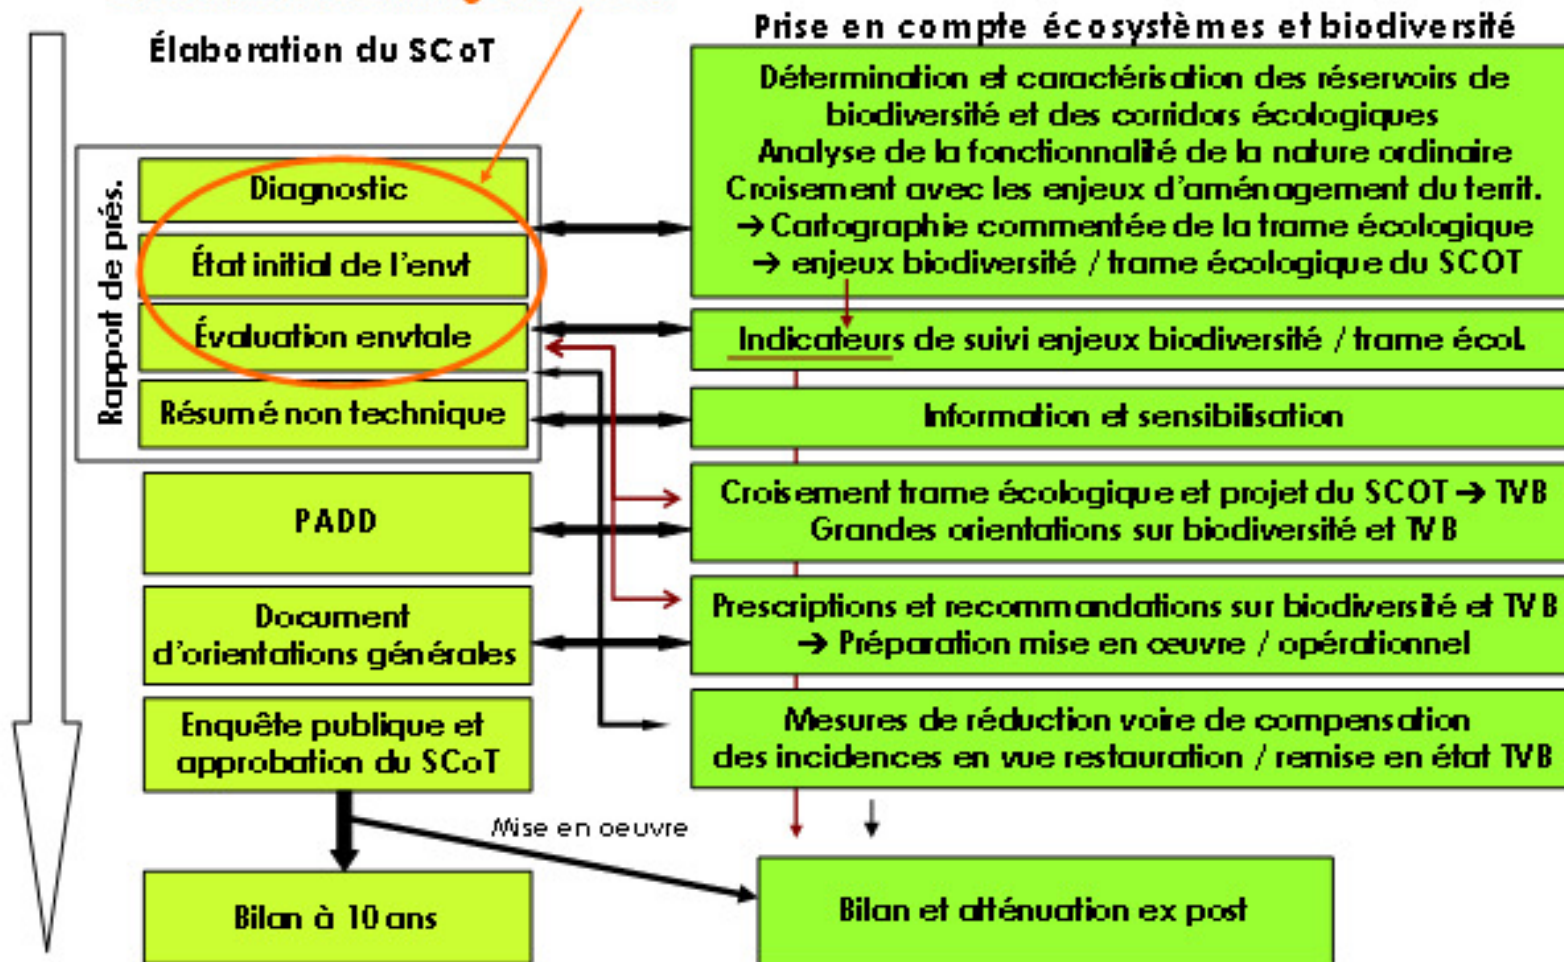 Élaboration du SCoT
Prise en compte écosystèmes et biodiversité
Rapport de prés.
Diagnostic
État initial de l'envt
Évaluation envtale
Résumé non technique
PADD
Document
d'orientations générales
Enquête publique et
approbation du SCoT
Mise en oeuvre
Bilan à 10 ans
Détermination et caractérisation des réservoirs de
biodiversité et des corridors écologiques
Analyse de la fonctionnalité de la nature ordinaire
Croisement avec les enjeux d'aménagement du territ.
→ Cartographie commentée de la trame écologique
→ enjeux biodiversité / trame écologique du SCOT
Indicateurs de suivi enjeux biodiversité / trame écol.
Information et sensibilisation
Croisement trame écologique et projet du SCOT → TVB
Grandes orientations sur biodiversité et TVB
Prescriptions et recommandations sur biodiversité et TVB
→ Préparation mise en œuvre / opérationnel
Mesures de réduction voire de compensation
des incidences en vue restauration / remise en état TVB
Bilan et atténuation ex post